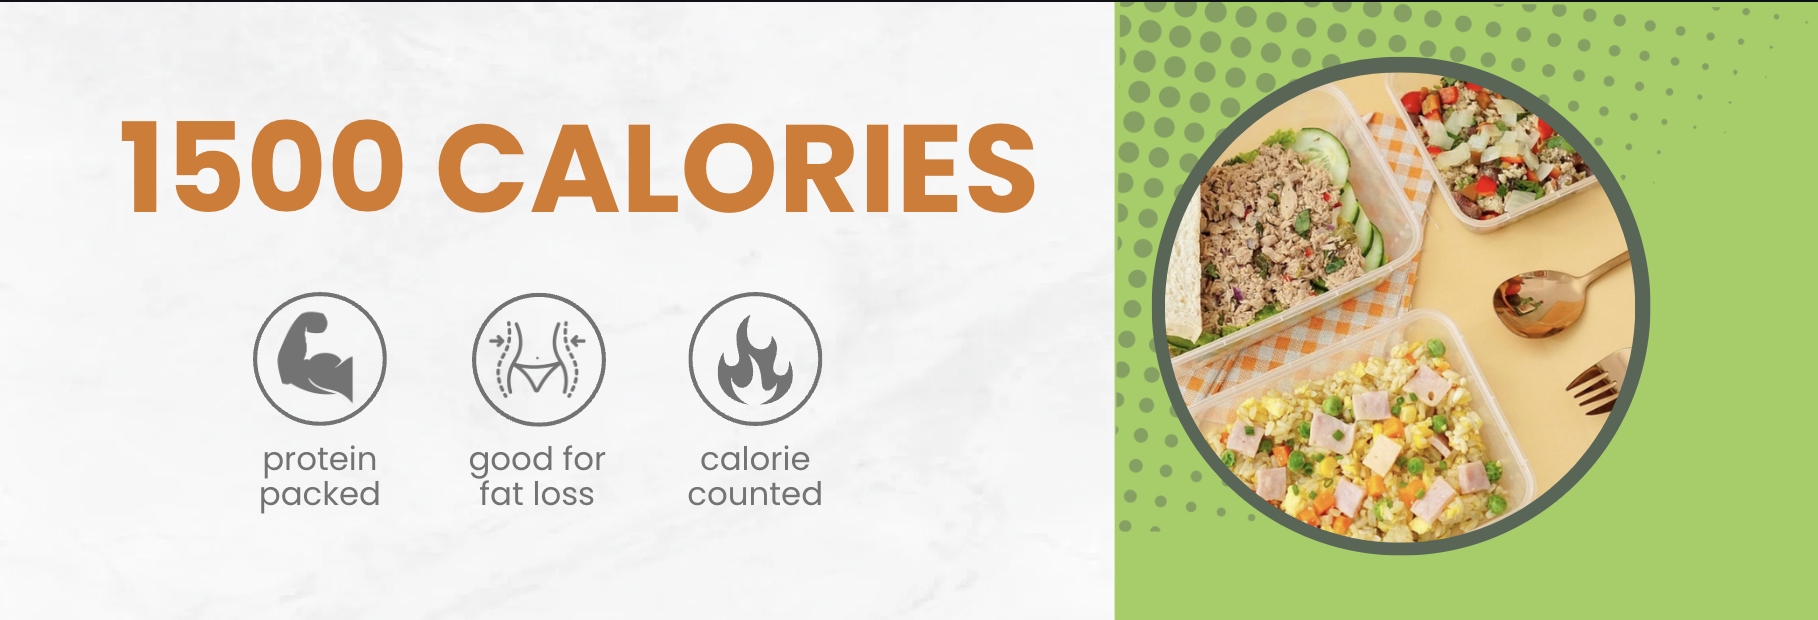 1500 CALORIES
protein
packed
good for
fat loss
calorie
counted